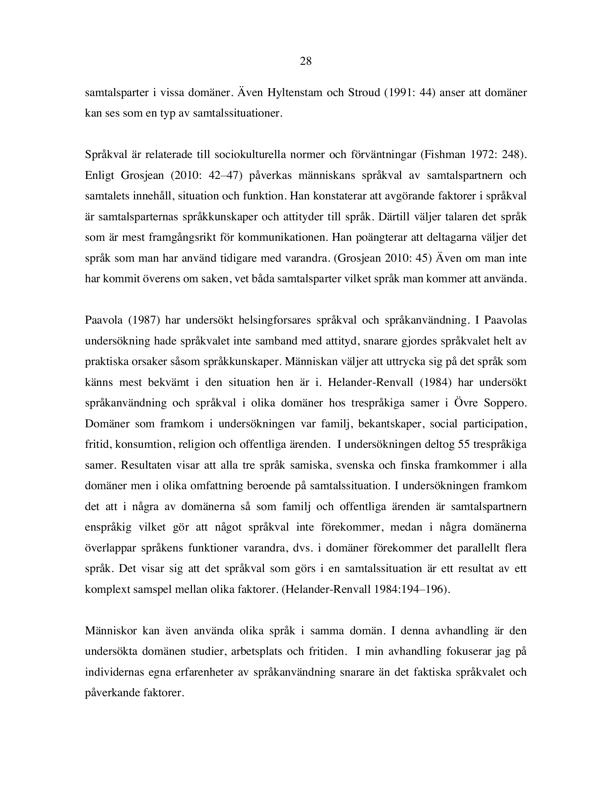 28
samtalsparter i vissa domäner. Även Hyltenstam och Stroud (1991: 44) anser att domäner
kan ses som en typ av samtalssituationer.
Språkval är relaterade till sociokulturella normer och förväntningar (Fishman 1972: 248).
Enligt Grosjean (2010: 42–47) påverkas människans språkval av samtalspartnern och
samtalets innehåll, situation och funktion. Han konstaterar att avgörande faktorer i språkval
är samtalsparternas språkkunskaper och attityder till språk. Därtill väljer talaren det språk
som är mest framgångsrikt för kommunikationen. Han poängterar att deltagarna väljer det
språk som man har använd tidigare med varandra. (Grosjean 2010: 45) Även om man inte
har kommit överens om saken, vet båda samtalsparter vilket språk man kommer att använda.
Paavola (1987) har undersökt helsingforsares språkval och språkanvändning. I Paavolas
undersökning hade språkvalet inte samband med attityd, snarare gjordes språkvalet helt av
praktiska orsaker såsom språkkunskaper. Människan väljer att uttrycka sig på det språk som
känns mest bekvämt i den situation hen är i. Helander-Renvall (1984) har undersökt
språkanvändning och språkval i olika domäner hos trespråkiga samer i Övre Soppero.
Domäner som framkom i undersökningen var familj, bekantskaper, social participation,
fritid, konsumtion, religion och offentliga ärenden. I undersökningen deltog 55 trespråkiga
samer. Resultaten visar att alla tre språk samiska, svenska och finska framkommer i alla
domäner men i olika omfattning beroende på samtalssituation. I undersökningen framkom
det att i några av domänerna så som familj och offentliga ärenden är samtalspartnern
enspråkig vilket gör att något språkval inte förekommer, medan i några domänerna
överlappar språkens funktioner varandra, dvs. i domäner förekommer det parallellt flera
språk. Det visar sig att det språkval som görs i en samtalssituation är ett resultat av ett
komplext samspel mellan olika faktorer. (Helander-Renvall 1984:194–196).
Människor kan även använda olika språk i samma domän. I denna avhandling är den
undersökta domänen studier, arbetsplats och fritiden. I min avhandling fokuserar jag på
individernas egna erfarenheter av språkanvändning snarare än det faktiska språkvalet och
påverkande faktorer.